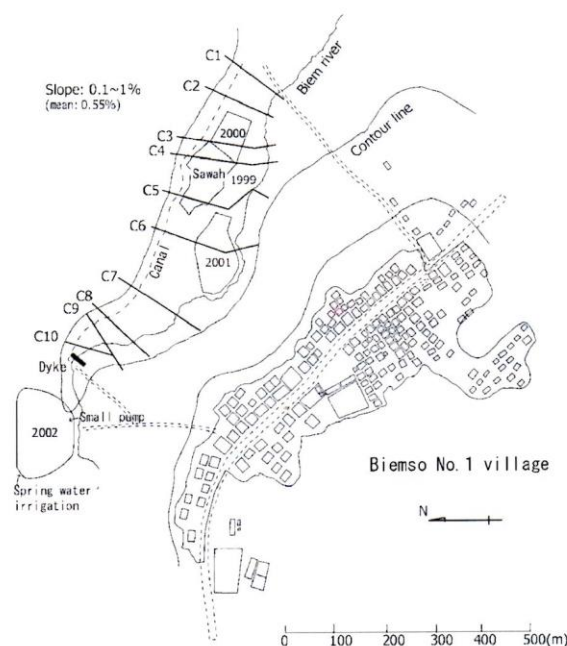 C1
Biem river
C2
Slope: 0.1~1%
(mean: 0.55%)
Contour line
C3
2000
C4
Sawah
1999
C5
C6
Canal
2001
C7
C8
C9
C10
Dyke
Small pump
2002
Spring water
irrigation
Biemso No. 1 village
N
0 100 200 300 400 500(m)